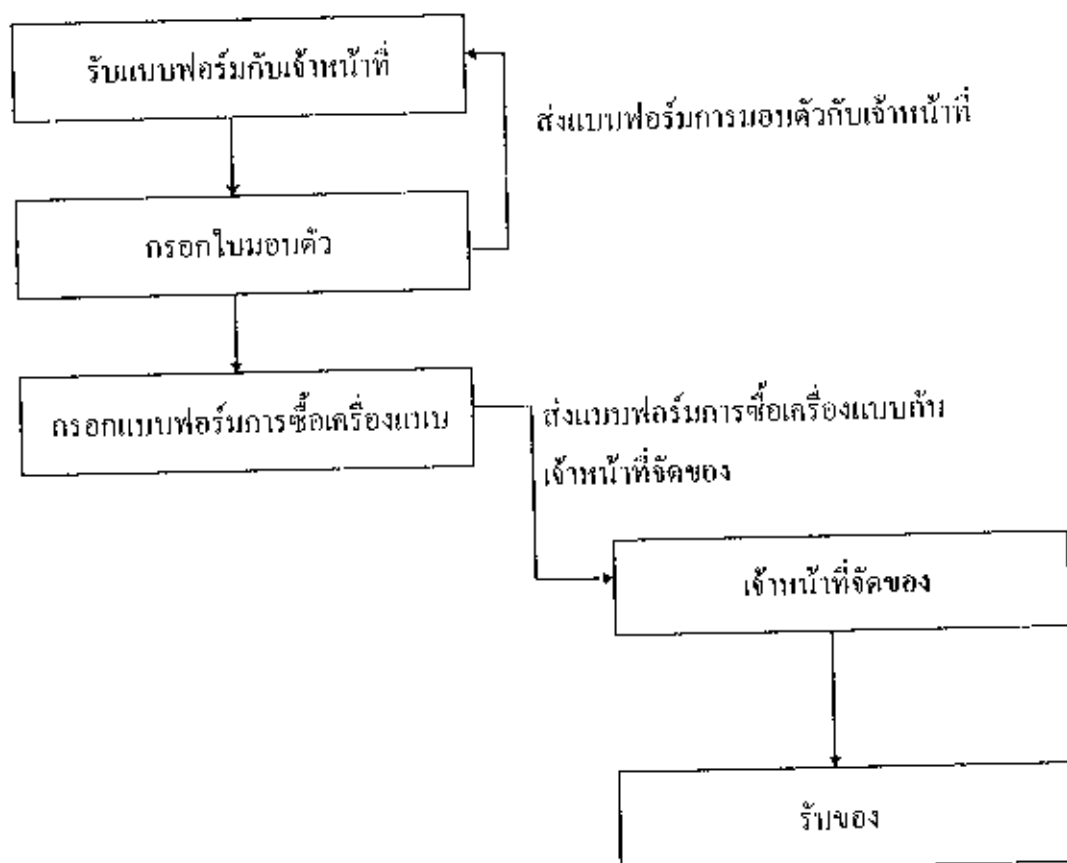 รับแบบฟอร์มกับเจ้าหน้าที่
ส่งแบบฟอร์มการมอบตัวกับเจ้าหน้าที่
กรอกใบมอบตัว
กรอกแบบฟอร์มการซื้อเครื่องแบบ
ส่งแบบฟอร์มการซื้อเครื่องแบบกับ
เจ้าหน้าที่จัดของ
เจ้าหน้าที่จัดของ
รับของ